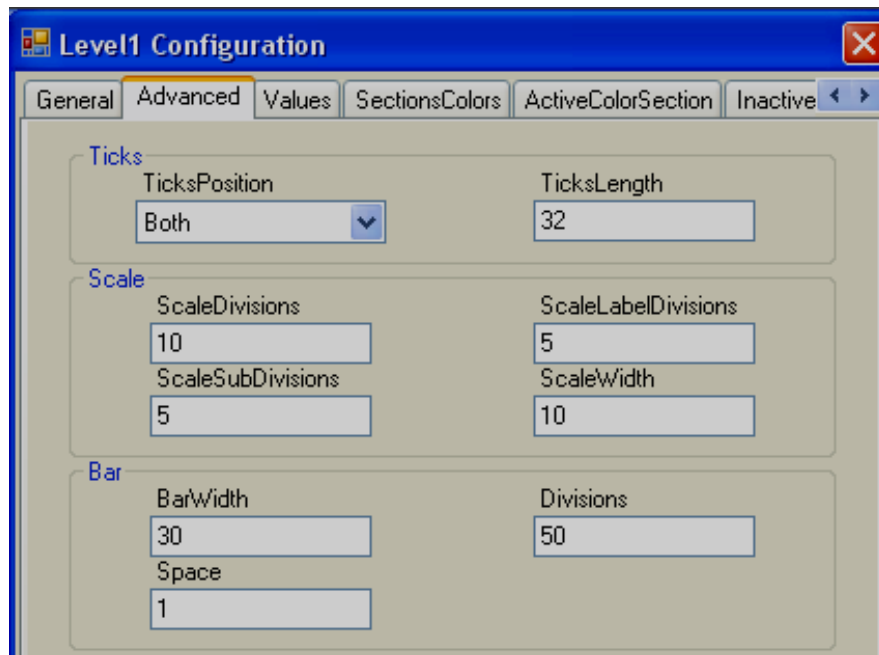 Level1 Configuration
General Advanced Values SectionsColors ActiveColorSection Inactive
Ticks
TicksPosition TicksLength
Both 32
Scale
ScaleDivisions ScaleLabelDivisions
10 5
ScaleSubDivisions ScaleWidth
5 10
Bar
BarWidth Divisions
30 50
Space
1